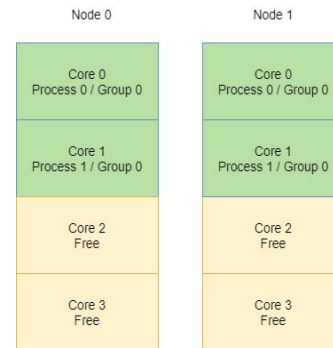 Node 0
Core 0
Process 0 / Group 0
Core 1
Process 1 / Group 0
Core 2
Free
Core 3
Free
Node 1
Core 0
Process 0 / Group 0
Core 1
Process 1 / Group 0
Core 2
Free
Core 3
Free